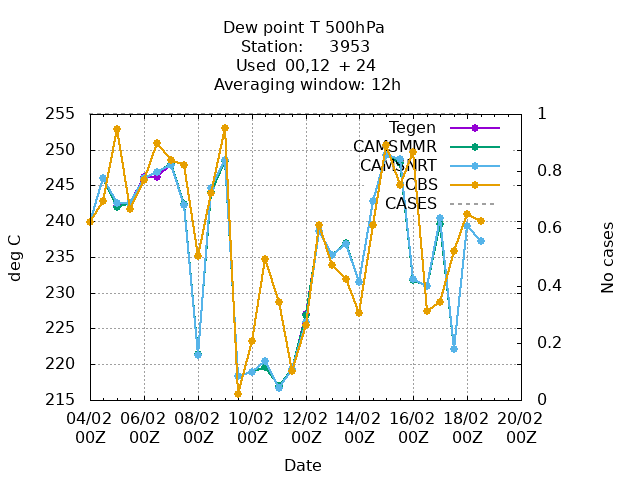 Dew point T 500hPa
Station: 3953
Used 00,12 + 24
Averaging window: 12h
255
250
245
240
235
230
225
220
215
1
0.8
0.6
0.4
0.2
0
Tegen
CAMSMMR
CAMSNRT
OBS
CASES
deg C
No cases
04/02 06/02 08/02 10/02 12/02 14/02 16/02 18/02 20/02
00Z 00Z 00Z 00Z 00Z 00Z 00Z 00Z 00Z
Date